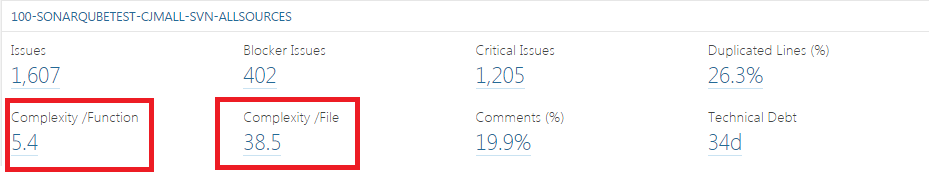 100-SONARQUBETEST-CJMALL-SVN-ALLSOURCES
Issues Blocker Issues Critical Issues Duplicated Lines (%)
1,607 402 1,205 26.3%
Complexity /Function Complexity /File Comments (%) Technical Debt
5.4 38.5 19.9% 34d